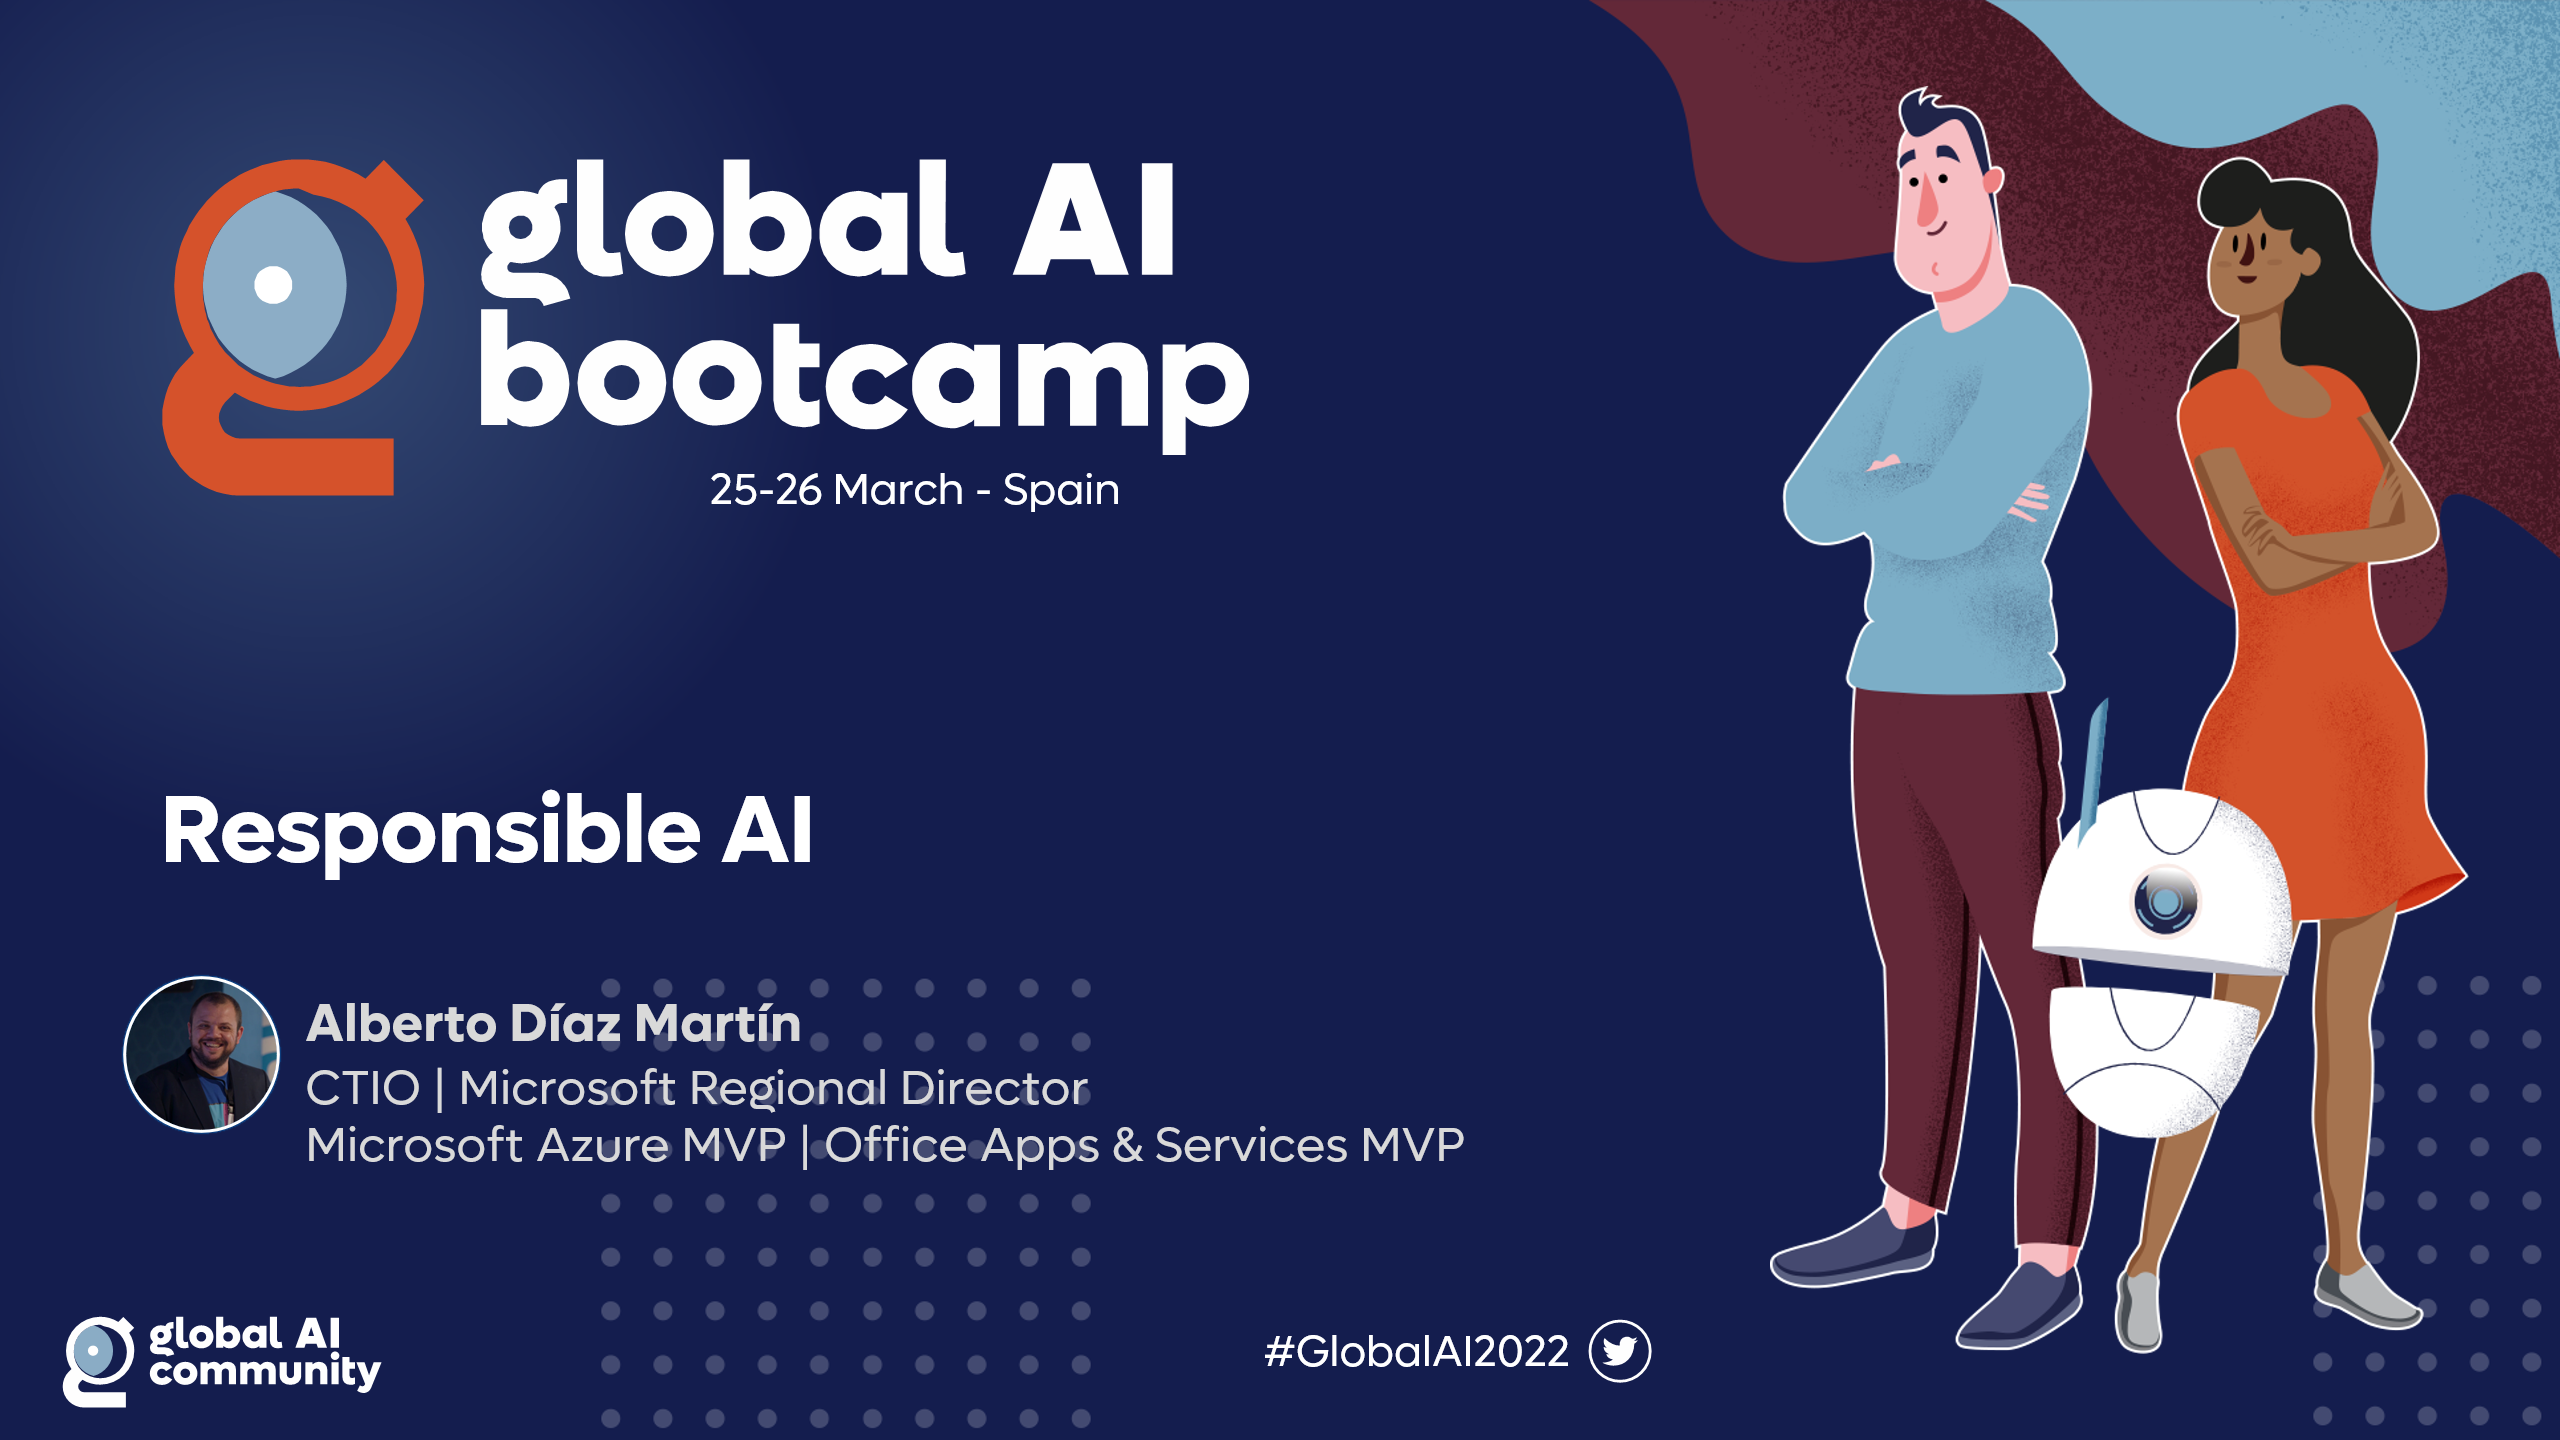 global AI
bootcamp
25-26 March - Spain
Responsible AI
Alberto Díaz Martín
CTIO | Microsoft Regional Director
Microsoft Azure MVP | Office Apps & Services MVP
global AI
community
#GlobalAI2022